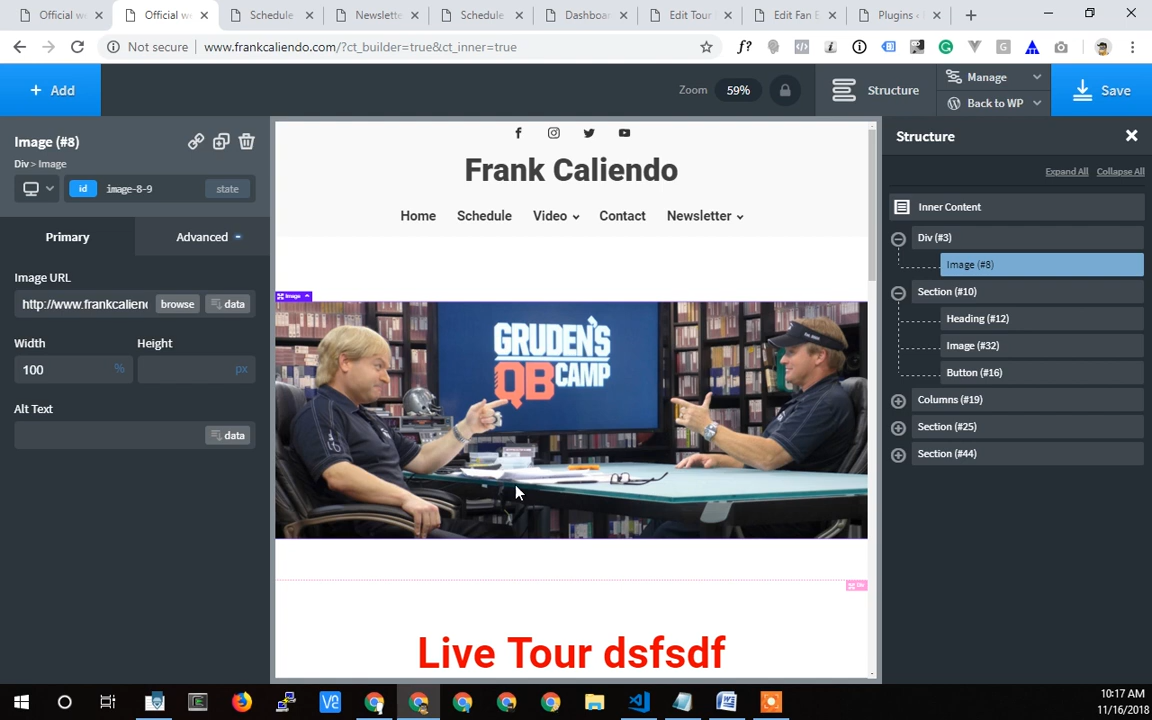 Official we
Official we
Schedule
Newslette
Schedule
Dashboar
Edit Tour
Edit Fan E
Plugins ‹
Not secure
www.frankcaliendo.com/?ct_builder=true&ct_inner=true
f?
+ Add
Zoom 59%
Structure
Manage
Back to WP
Save
Image (#8)
Div > Image
id image-8-9 state
Primary
Advanced
Image URL
http://www.frankcalien
browse
data
Width
Height
100 %
px
Alt Text
data
Frank Caliendo
Home
Schedule
Video
Contact
Newsletter
Image
GRUDEN'S
QB CAMP
Div
Live Tour dsfsdf
Structure
Expand All
Collapse All
Inner Content
Div (#3)
Image (#8)
Section (#10)
Heading (#12)
Image (#32)
Button (#16)
Columns (#19)
Section (#25)
Section (#44)
10:17 AM
11/16/2018